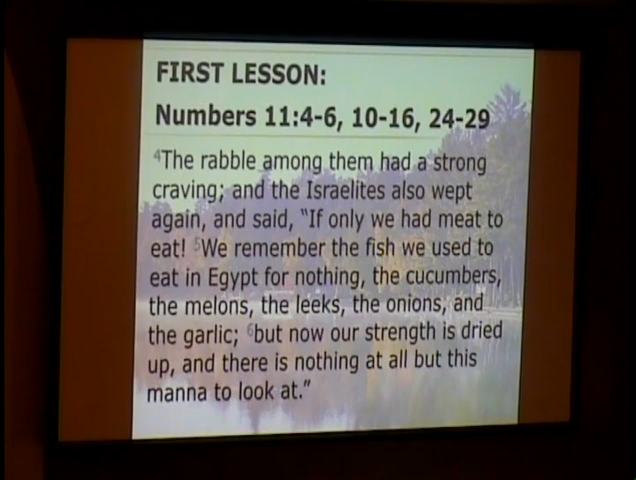 FIRST LESSON:
Numbers 11:4-6, 10-16, 24-29
4The rabble among them had a strong
craving; and the Israelites also wept
again, and said, "If only we had meat to
eat! 5We remember the fish we used to
eat in Egypt for nothing, the cucumbers,
the melons, the leeks, the onions, and
the garlic; 6but now our strength is dried
up, and there is nothing at all but this
manna to look at."